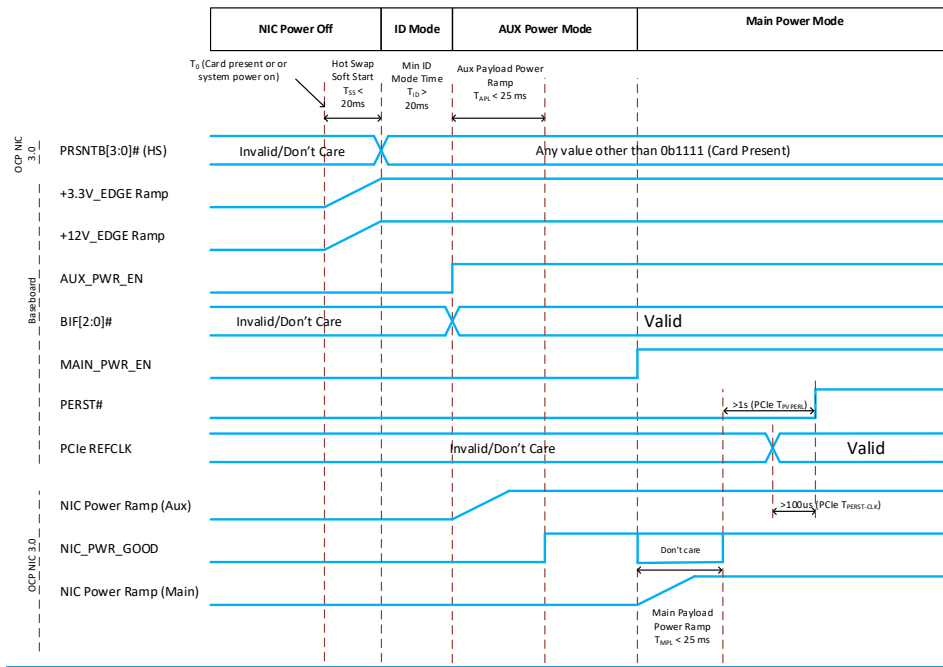 NIC Power Off
ID Mode
AUX Power Mode
Main Power Mode
T0 (Card present or or
system power on)
Hot Swap
Soft Start
TSS <
20ms
Min ID
Mode Time
TID >
20ms
Aux Payload Power
Ramp
TAPL < 25 ms
OCP NIC
3.0
PRSNTB[3:0]# (HS)
Invalid/Don't Care
Any value other than 0b1111 (Card Present)
Baseboard
+3.3V_EDGE Ramp
+12V_EDGE Ramp
AUX_PWR_EN
BIF[2:0]#
Invalid/Don't Care
Valid
MAIN_PWR_EN
PERST#
>1s (PCIe TPVPERL)
PCIe REFCLK
Invalid/Don't Care
Valid
OCP NIC 3.0
NIC Power Ramp (Aux)
>100us (PCIe TPERST-CLK)
NIC_PWR_GOOD
Don't care
NIC Power Ramp (Main)
Main Payload
Power Ramp
TMPL < 25 ms